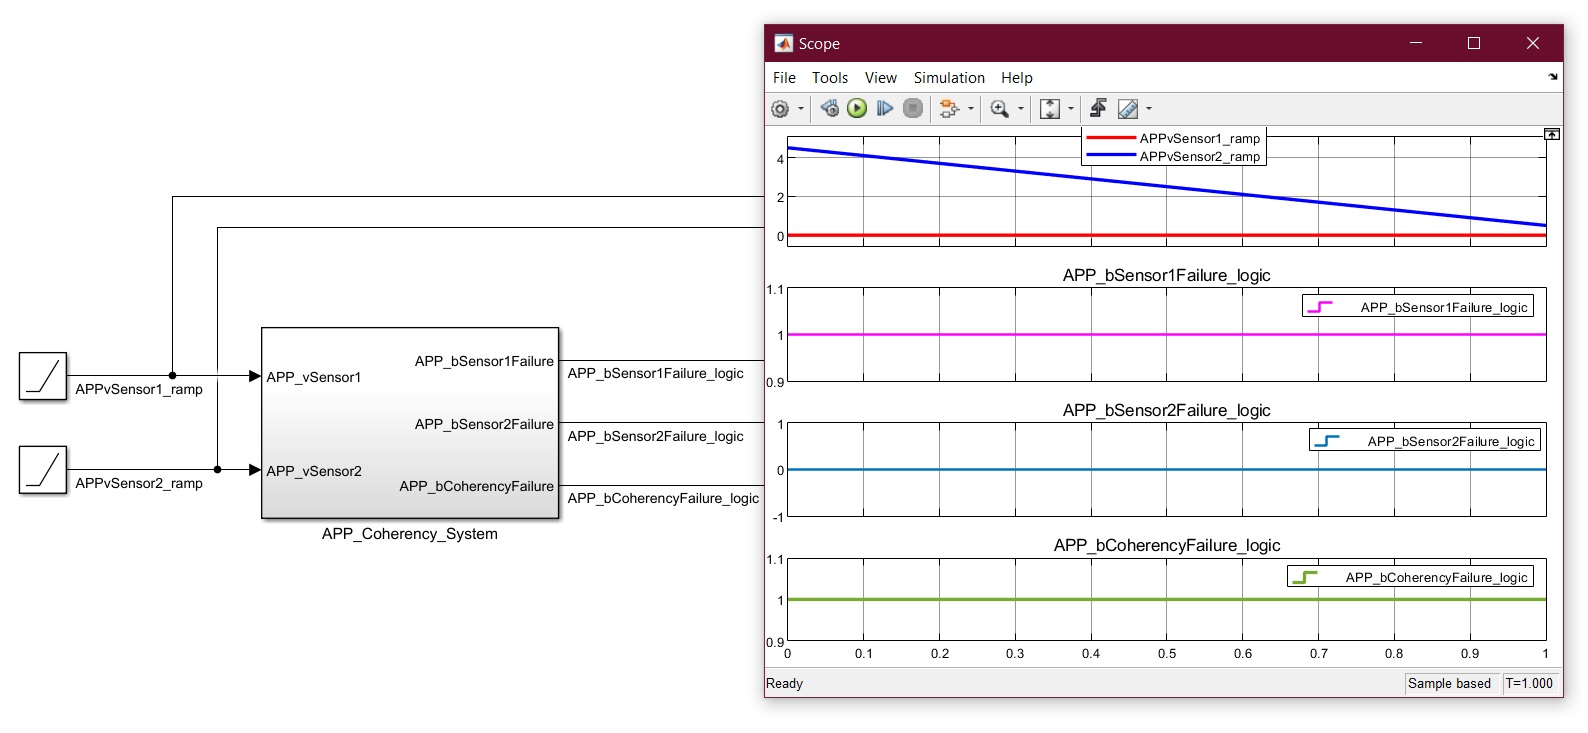 APPvSensor1_ramp
APPvSensor2_ramp
APP_vSensor1
APP_vSensor2
APP_bSensor1Failure
APP_bSensor2Failure
APP_bCoherencyFailure
APP_Coherency_System
APP_bSensor1Failure_logic
APP_bSensor2Failure_logic
APP_bCoherencyFailure_logic
Scope
File Tools View Simulation Help
APPvSensor1_ramp
APPvSensor2_ramp
4
2
0
APP_bSensor1Failure_logic
APP_bSensor1Failure_logic
1.1
1
0.9
APP_bSensor2Failure_logic
APP_bSensor2Failure_logic
1
0
-1
APP_bCoherencyFailure_logic
APP_bCoherencyFailure_logic
1.1
1
0.9
0 0.1 0.2 0.3 0.4 0.5 0.6 0.7 0.8 0.9 1
Ready Sample based T=1.000